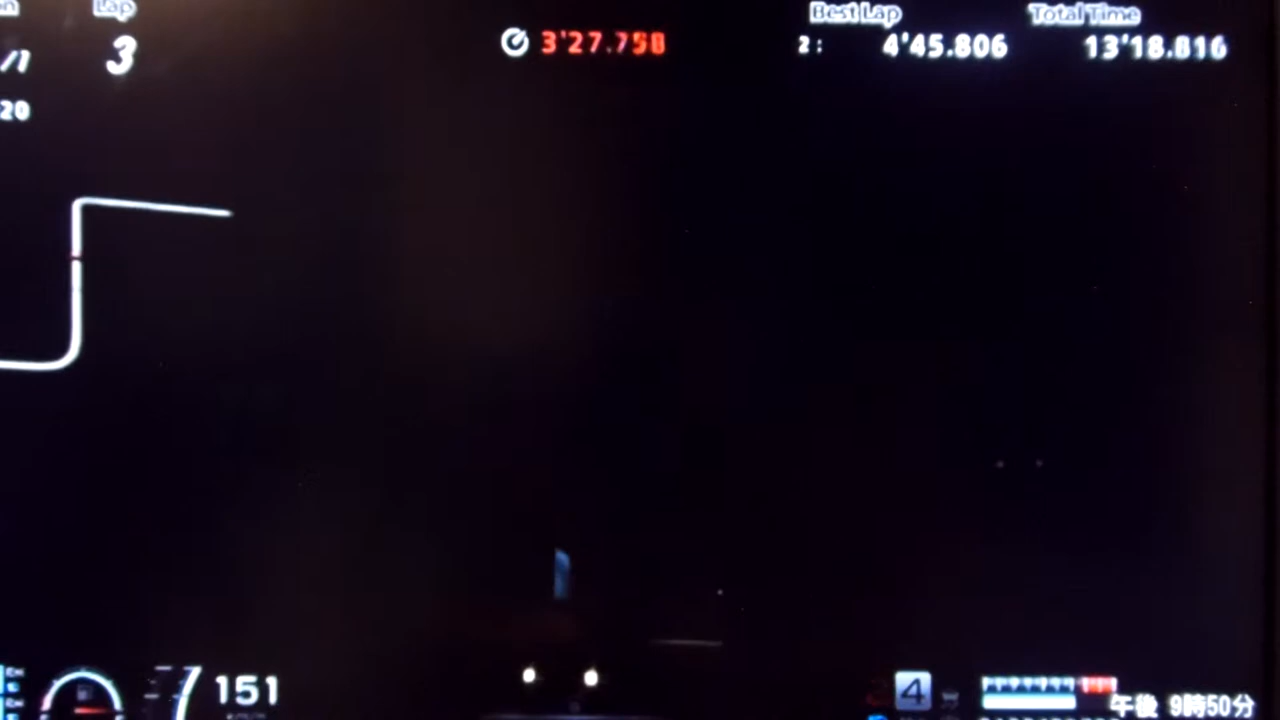 Lap
3
3'27.758
Best Lap
2: 4'45.806
Total Time
13'18.816
20
151
4
午後 9時50分